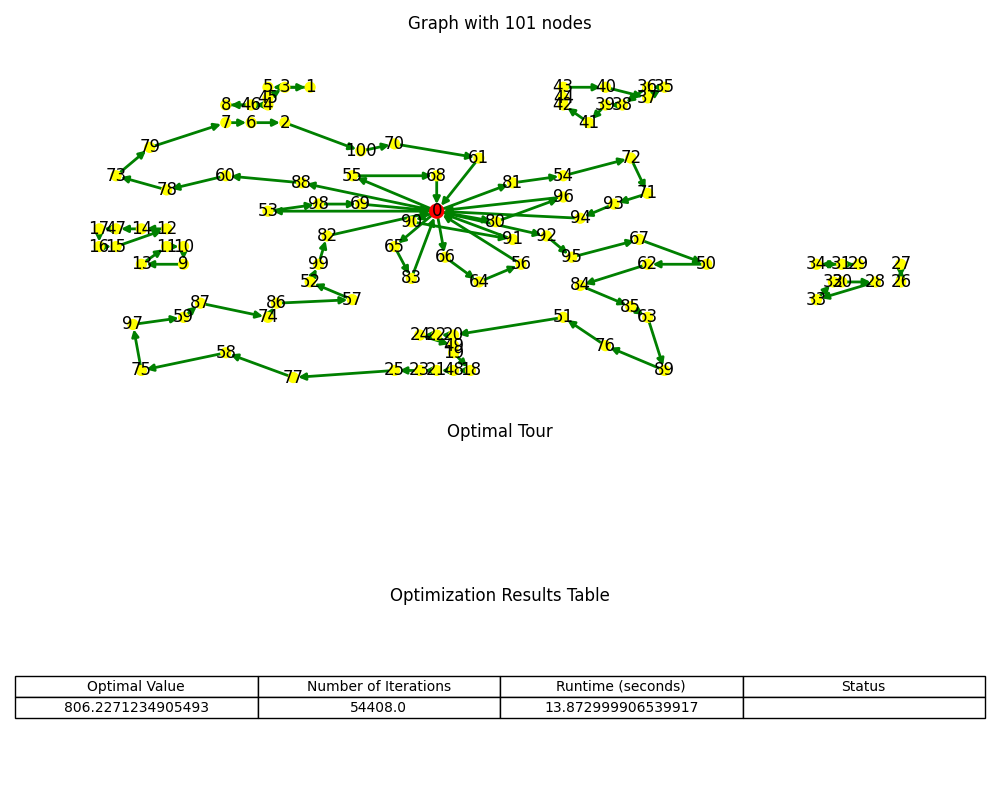 Graph with 101 nodes
5 3 1 43 40 36 35
45 44 37
8 46 4 42 39 38
7 6 2 41
79 100 70 61 72
73 78 60 88 55 68 81 54 71
53 98 69 0 96 93
90 80 94
17 47 14 12 82 91 92 67
16 15 11 10 65 66 95
13 9 99 56 62 50 34 31 29 27
52 83 64 84 32 30 28 26
87 86 57 85 33
97 59 74 51 63
24 22 20
49 76
58 19
75 77 25 23 21 48 18 89
Optimal Tour
Optimization Results Table
Optimal Value Number of Iterations Runtime (seconds) Status
806.2271234905493 54408.0 13.872999906539917